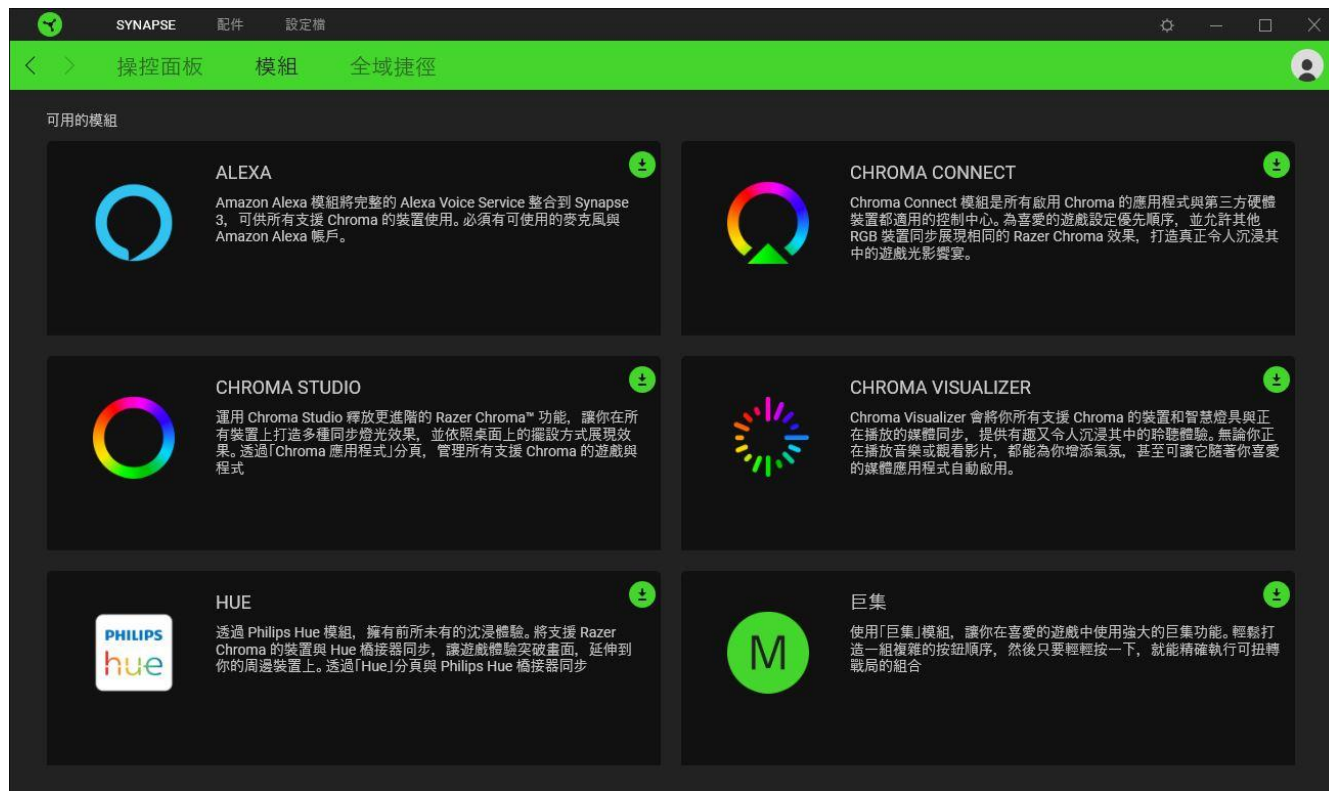 SYNAPSE 配件 設定檔
操控面板 模組 全域捷徑
可用的模組
ALEXA
Amazon Alexa 模組將完整的 Alexa Voice Service 整合到 Synapse
3，可供所有支援 Chroma 的裝置使用。必須有可使用的麥克風與
Amazon Alexa 帳戶。
CHROMA CONNECT
Chroma Connect 模組是所有啟用 Chroma 的應用程式與第三方硬體
裝置都適用的控制中心。為喜愛的遊戲設定優先順序，並允許其他
RGB 裝置同步展現相同的 Razer Chroma 效果，打造真正令人沉浸其
中的遊戲光影饗宴。
CHROMA STUDIO
運用 Chroma Studio 釋放更進階的 Razer Chroma™ 功能，讓你在所
有裝置上打造多種同步燈光效果，並依照桌面上的擺設方式展現效
果。透過「Chroma 應用程式」分頁，管理所有支援 Chroma 的遊戲與
程式
CHROMA VISUALIZER
Chroma Visualizer 會將你所有支援 Chroma 的裝置和智慧燈具與正
在播放的媒體同步，提供有趣又令人沉浸其中的聆聽體驗。無論你正
在播放音樂或觀看影片，都能為你增添氣氛，甚至可讓它隨著你喜愛
的媒體應用程式自動啟用。
PHILIPS
hue
HUE
透過 Philips Hue 模組，擁有前所未有的沈浸體驗。將支援 Razer
Chroma 的裝置與 Hue 橋接器同步，讓遊戲體驗突破畫面，延伸到
你的周邊裝置上。透過「Hue」分頁與 Philips Hue 橋接器同步
M
巨集
使用「巨集」模組，讓你在喜愛的遊戲中使用強大的巨集功能。輕鬆打
造一組複雜的按鈕順序，然後只要輕輕按一下，就能精確執行可扭轉
戰局的組合